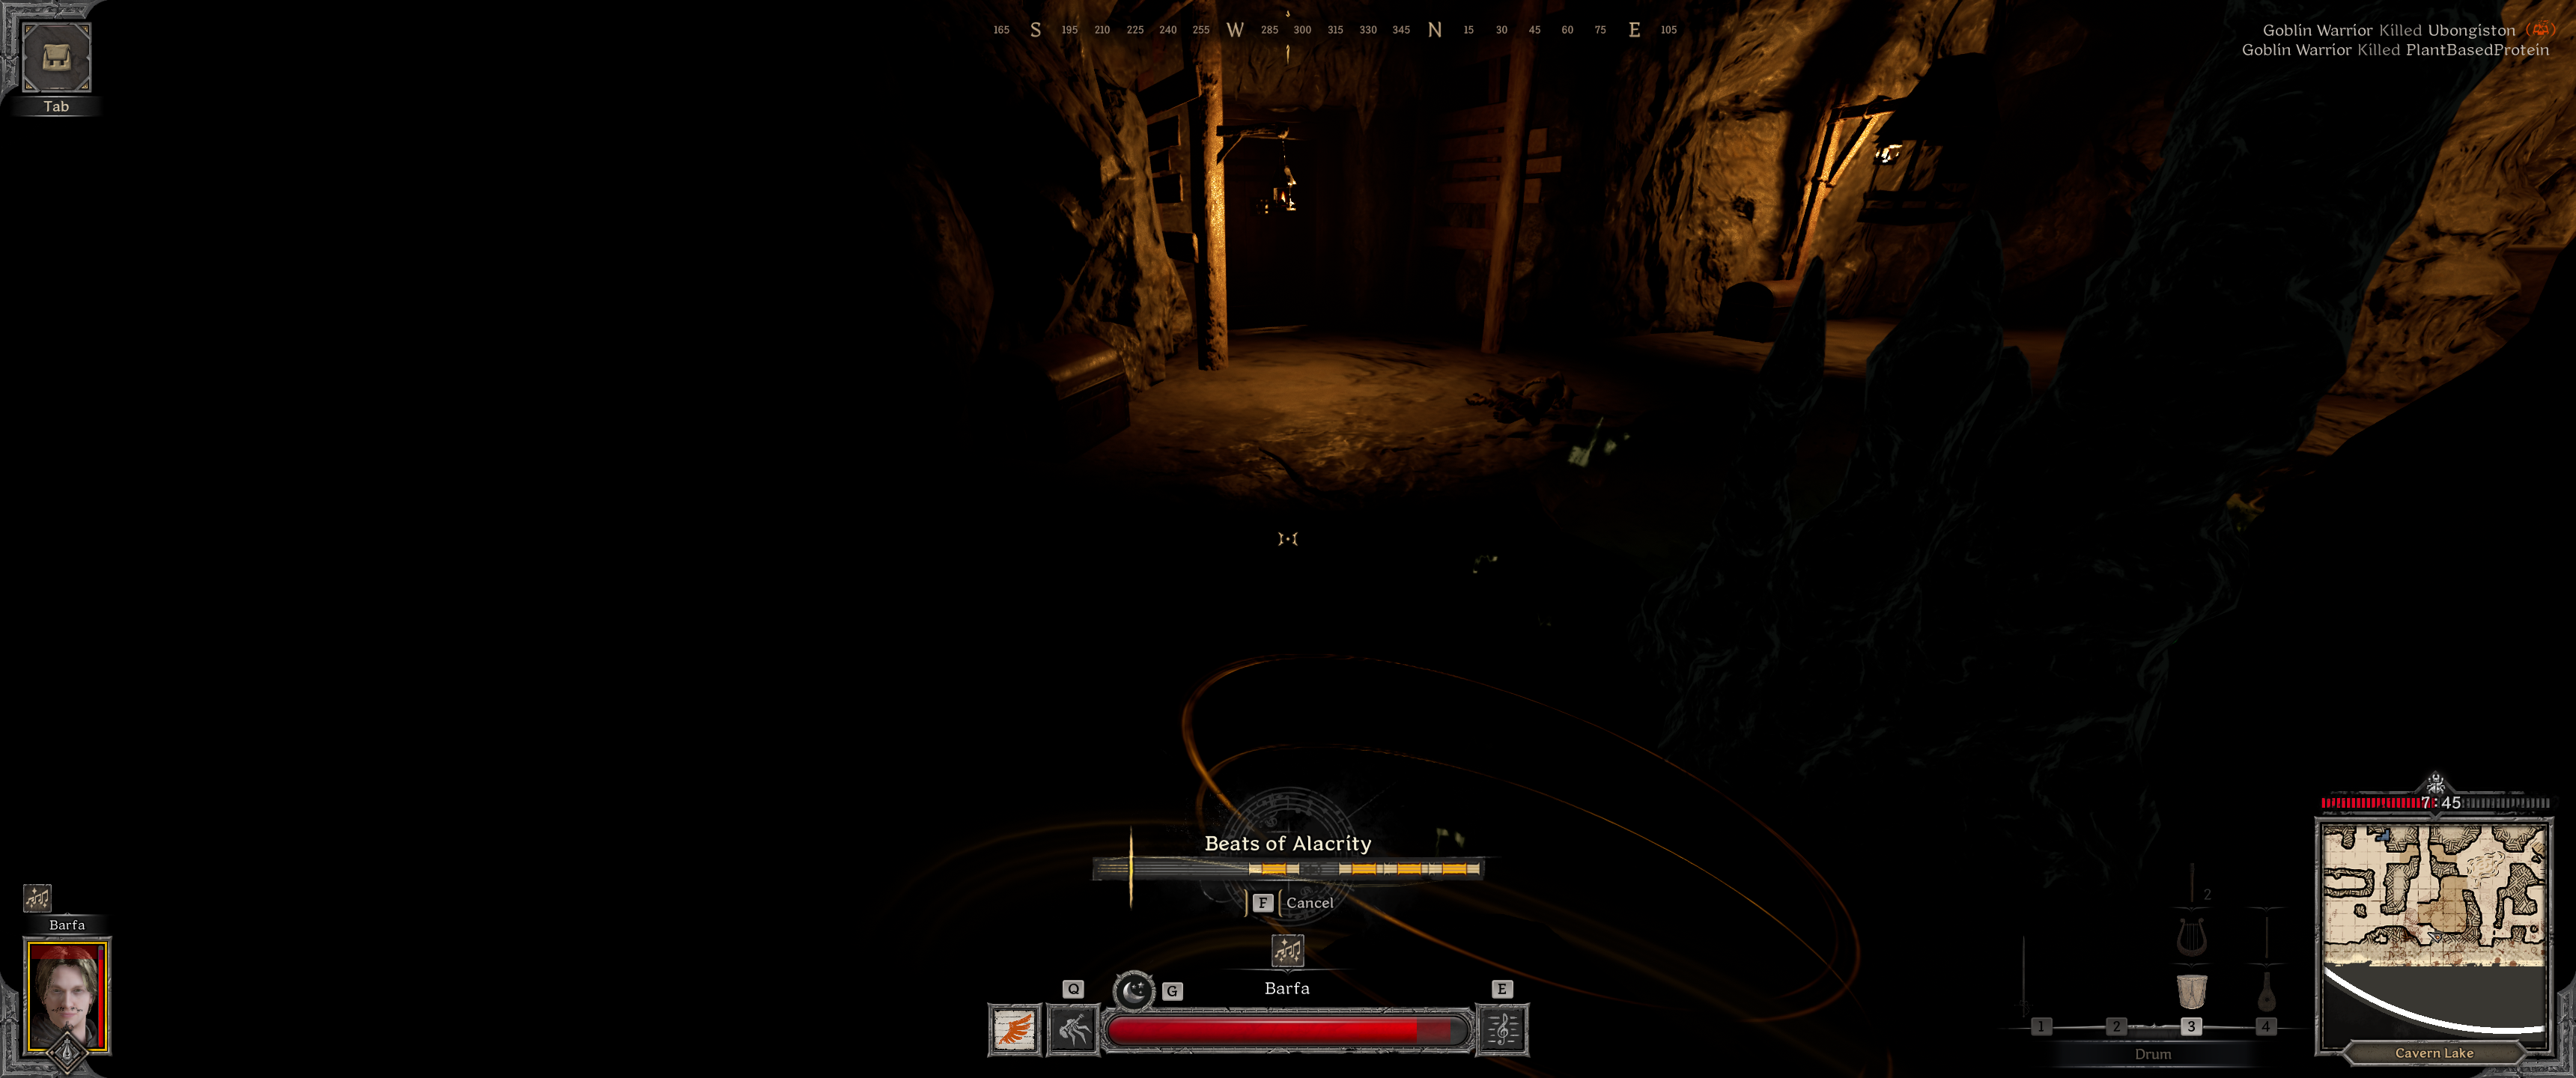 165 S 195 210 225 240 255 W 285 300 315 330 345 N 15 30 45 60 75 E 105
Goblin Warrior Killed Ubongiston
Goblin Warrior Killed PlantBasedProtein
Tab
7:45
Beats of Alacrity
F Cancel
2
Barfa
Q
G
Barfa
E
1 2 3 4
Drum
Cavern Lake